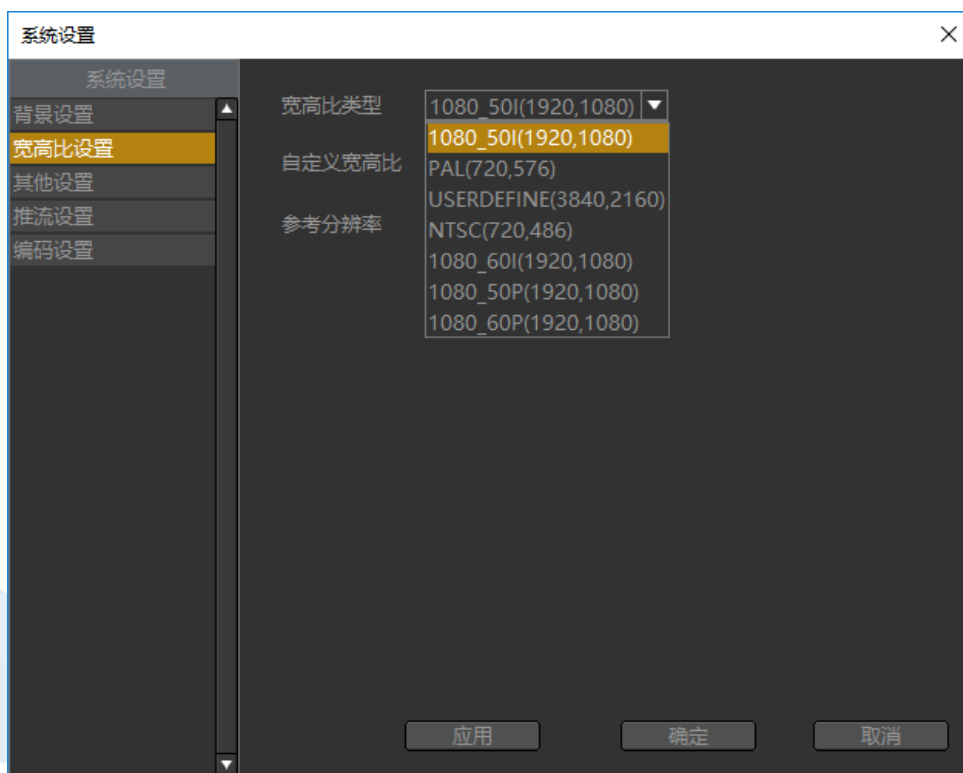 系统设置
系统设置
背景设置
宽高比设置
其他设置
推流设置
编码设置
宽高比类型
1080_50I(1920,1080)
1080_50I(1920,1080)
自定义宽高比
PAL(720,576)
USERDEFINE(3840,2160)
参考分辨率
NTSC(720,486)
1080_60I(1920,1080)
1080_50P(1920,1080)
1080_60P(1920,1080)
应用
确定
取消